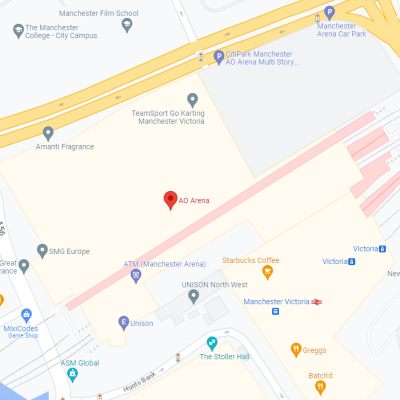 Manchester Film School
The Manchester
College - City Campus
Manchester
Arena Car Park
CitiPark Manchester
AO Arena Multi Story...
TeamSport Go Karting
Manchester Victoria
Amanti Fragrance
AO Arena
A56
SMG Europe
Great
rance
ATM (Manchester Arena)
Starbucks Coffee
Victoria
Victoria
New
UNISON North West
Manchester Victoria
MixiCodes
Game Shop
Unison
The Stoller Hall
Greggs
ASM Global
Hunts Bank
Batch'd